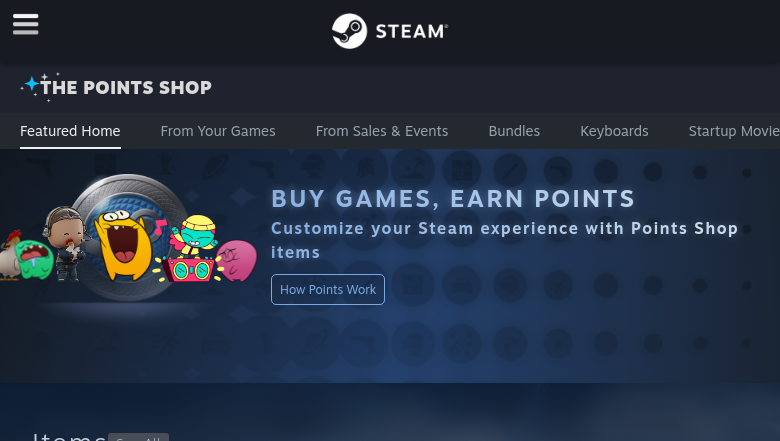 STEAM®
THE POINTS SHOP
Featured Home From Your Games From Sales & Events Bundles Keyboards Startup Movie
BUY GAMES, EARN POINTS
Customize your Steam experience with Points Shop
items
How Points Work
Items